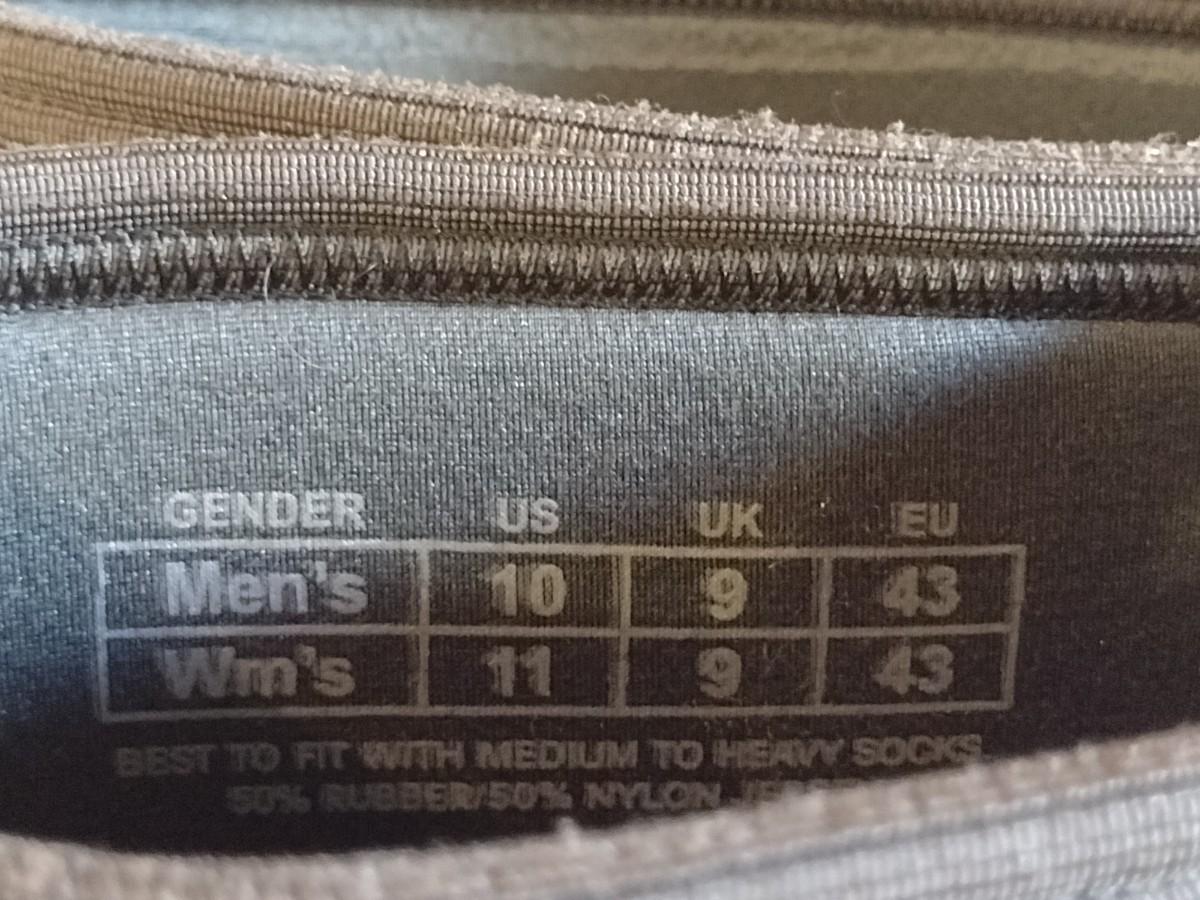 GENDER US UK EU
Men's 10 9 43
Wm's 11 9 43
BEST TO FIT WITH MEDIUM TO HEAVY SOCKS
50% RUBBER/50% NYLON